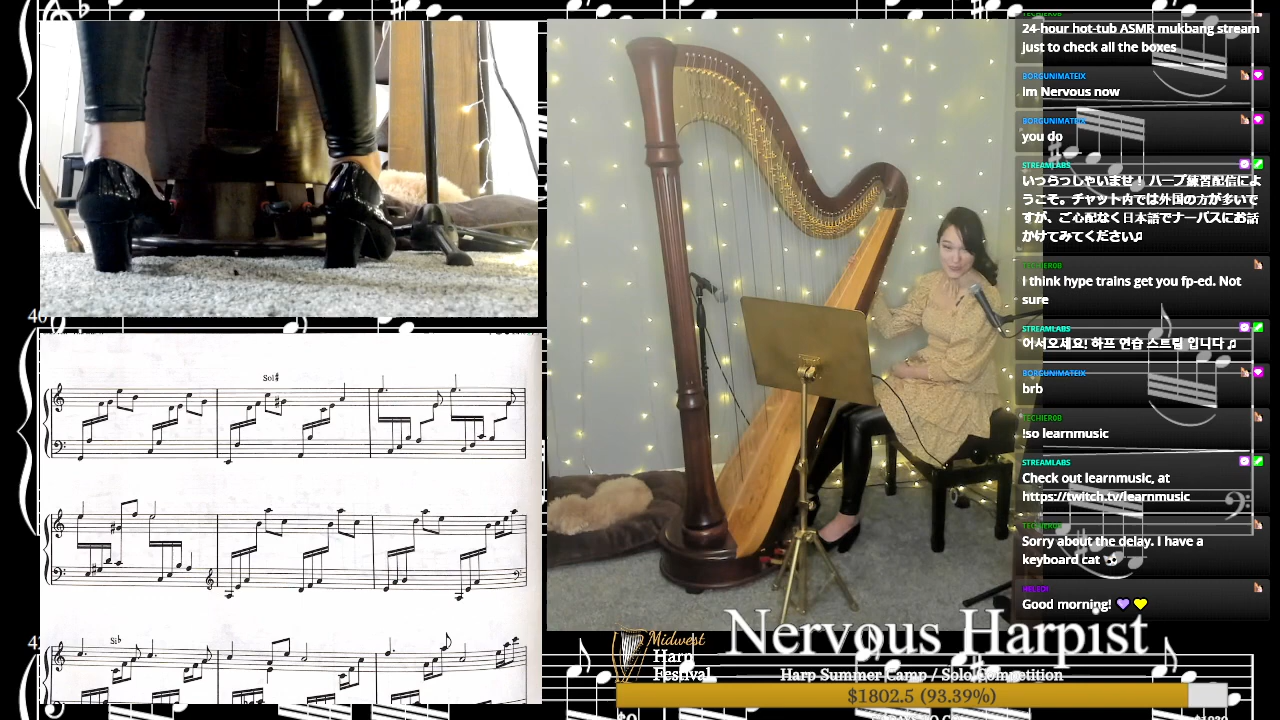 Sol#
Sib
TECHIEROB
24-hour hot-tub ASMR mukbang stream
just to check all the boxes
BORGUNIMATEIX
Im Nervous now
BORGUNIMATEIX
you do
STREAMLABS
いらっしゃいませ！ ハープ練習配信によ
うこそ。チャット内では外国の方が多いで
すが、ご心配なく日本語でナーバスにお話
かけてみてください♫
TECHIEROB
I think hype trains get you fp-ed. Not
sure
STREAMLABS
어서오세요! 하프 연습 스트림 입니다 ♫
BORGUNIMATEIX
brb
TECHIEROB
!so learnmusic
STREAMLABS
Check out learnmusic, at
https://twitch.tv/learnmusic
TECHIEROB
Sorry about the delay. I have a
keyboard cat
Good morning! 💜 💛
Nervous Harpist
Midwest
Harp
Festival
Harp Summer Camp / Solo Competition
$1802.5 (93.39%)